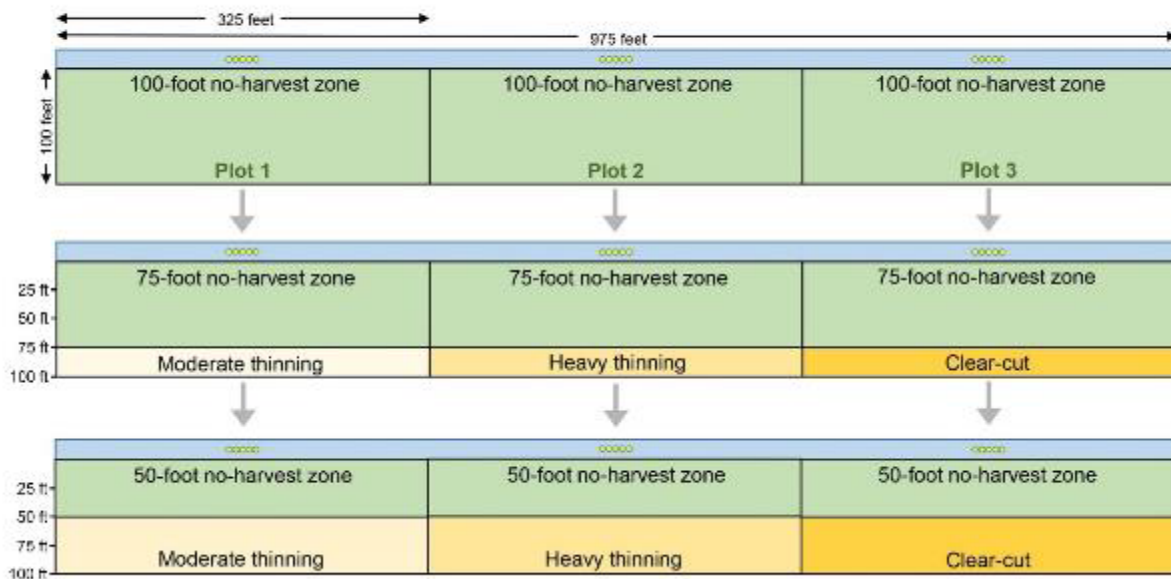 325 feet
975 feet
100 feet
100-foot no-harvest zone
100-foot no-harvest zone
100-foot no-harvest zone
Plot 1
Plot 2
Plot 3
75-foot no-harvest zone
75-foot no-harvest zone
75-foot no-harvest zone
25 ft
50 ft
75 ft
100 ft
Moderate thinning
Heavy thinning
Clear-cut
50-foot no-harvest zone
50-foot no-harvest zone
50-foot no-harvest zone
25 ft
50 ft
75 ft
100 ft
Moderate thinning
Heavy thinning
Clear-cut